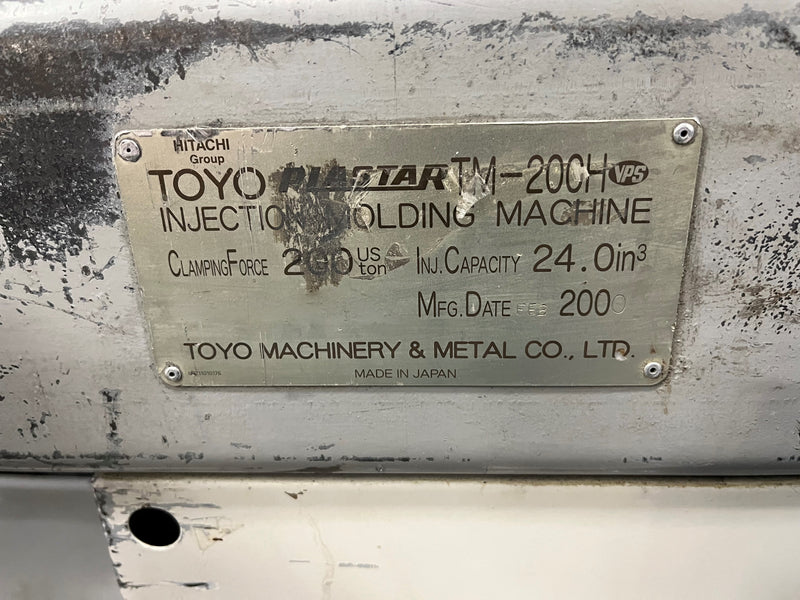 HITACHI
Group
TOYO PLASTAR TM-200H VPS
INJECTION MOLDING MACHINE
CLAMPING FORCE 200 US ton INJ. CAPACITY 24.0in³
MFG. DATE FEB 2000
TOYO MACHINERY & METAL CO., LTD.
MADE IN JAPAN